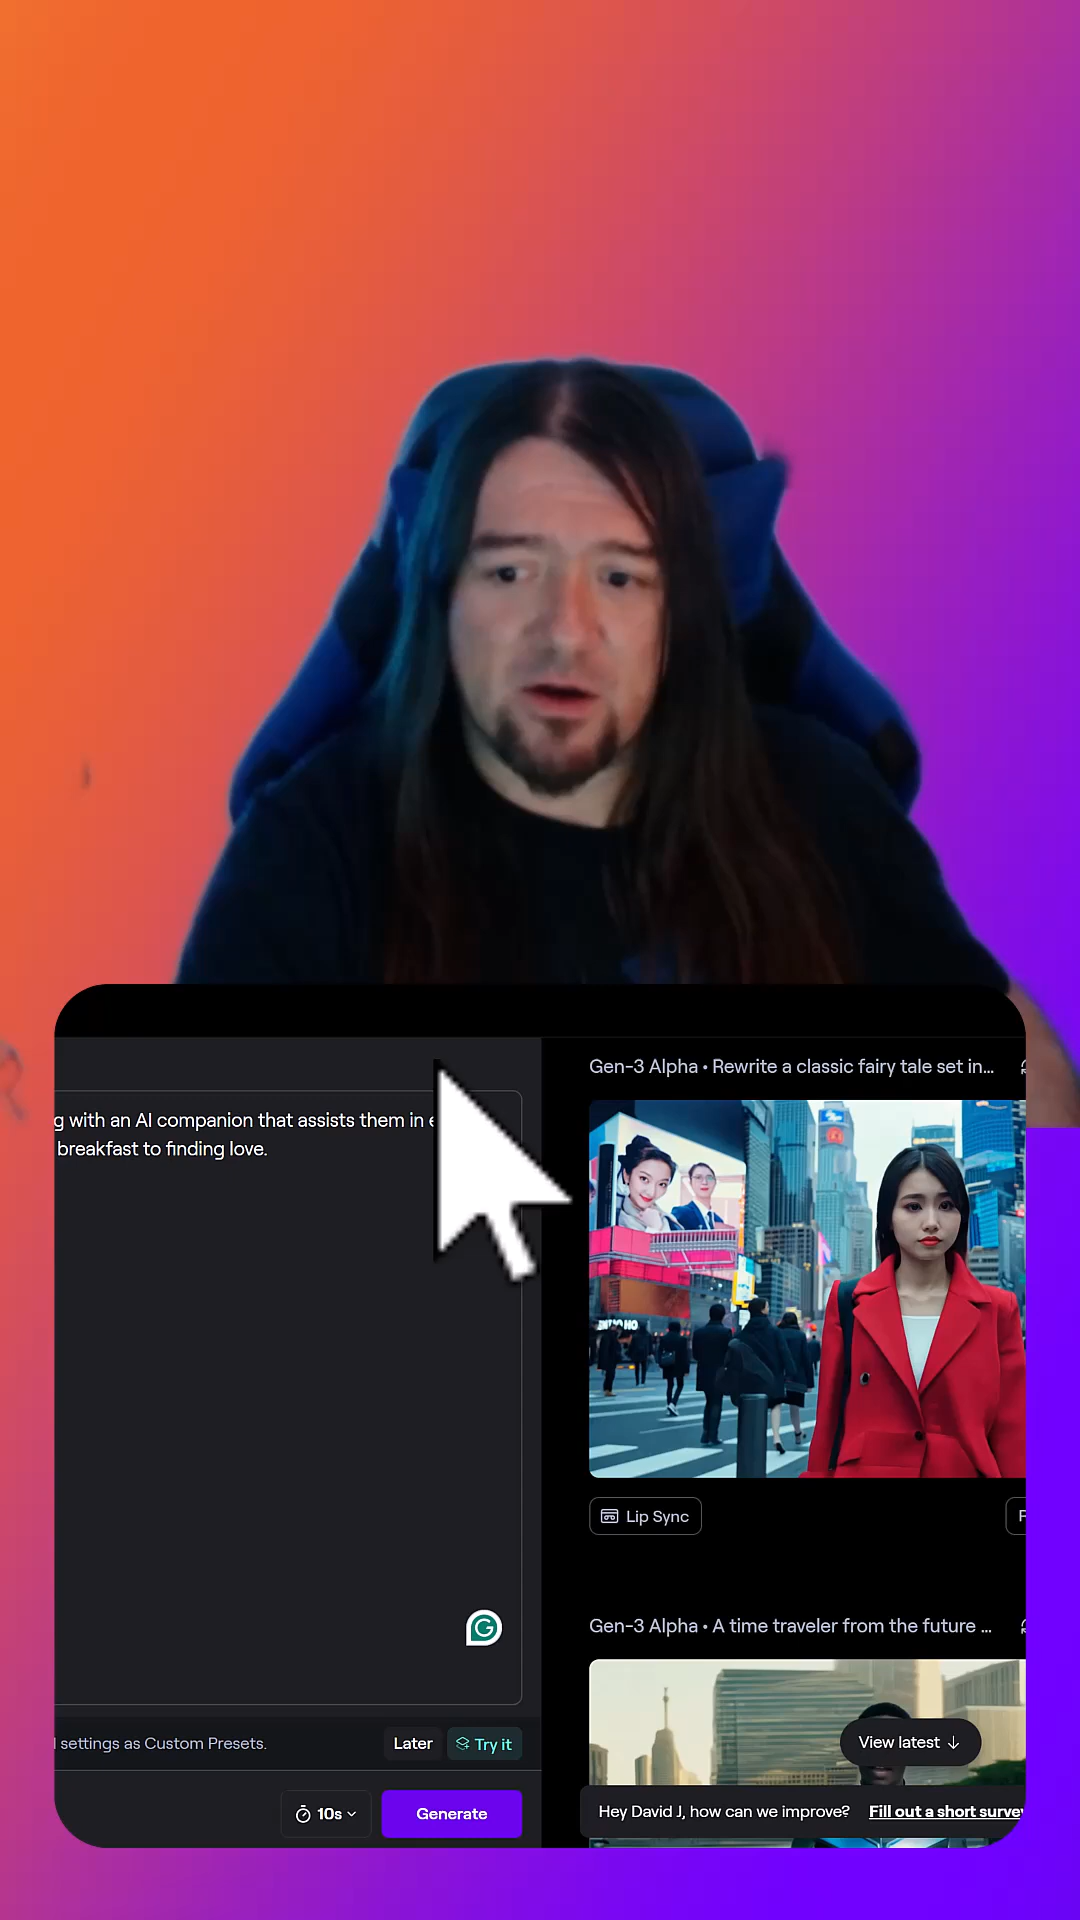 Gen-3 Alpha • Rewrite a classic fairy tale set in...
g with an AI companion that assists them in e
breakfast to finding love.
Lip Sync
Gen-3 Alpha • A time traveler from the future ...
settings as Custom Presets.
Later
Try it
View latest
10s
Generate
Hey David J, how can we improve?
Fill out a short survey